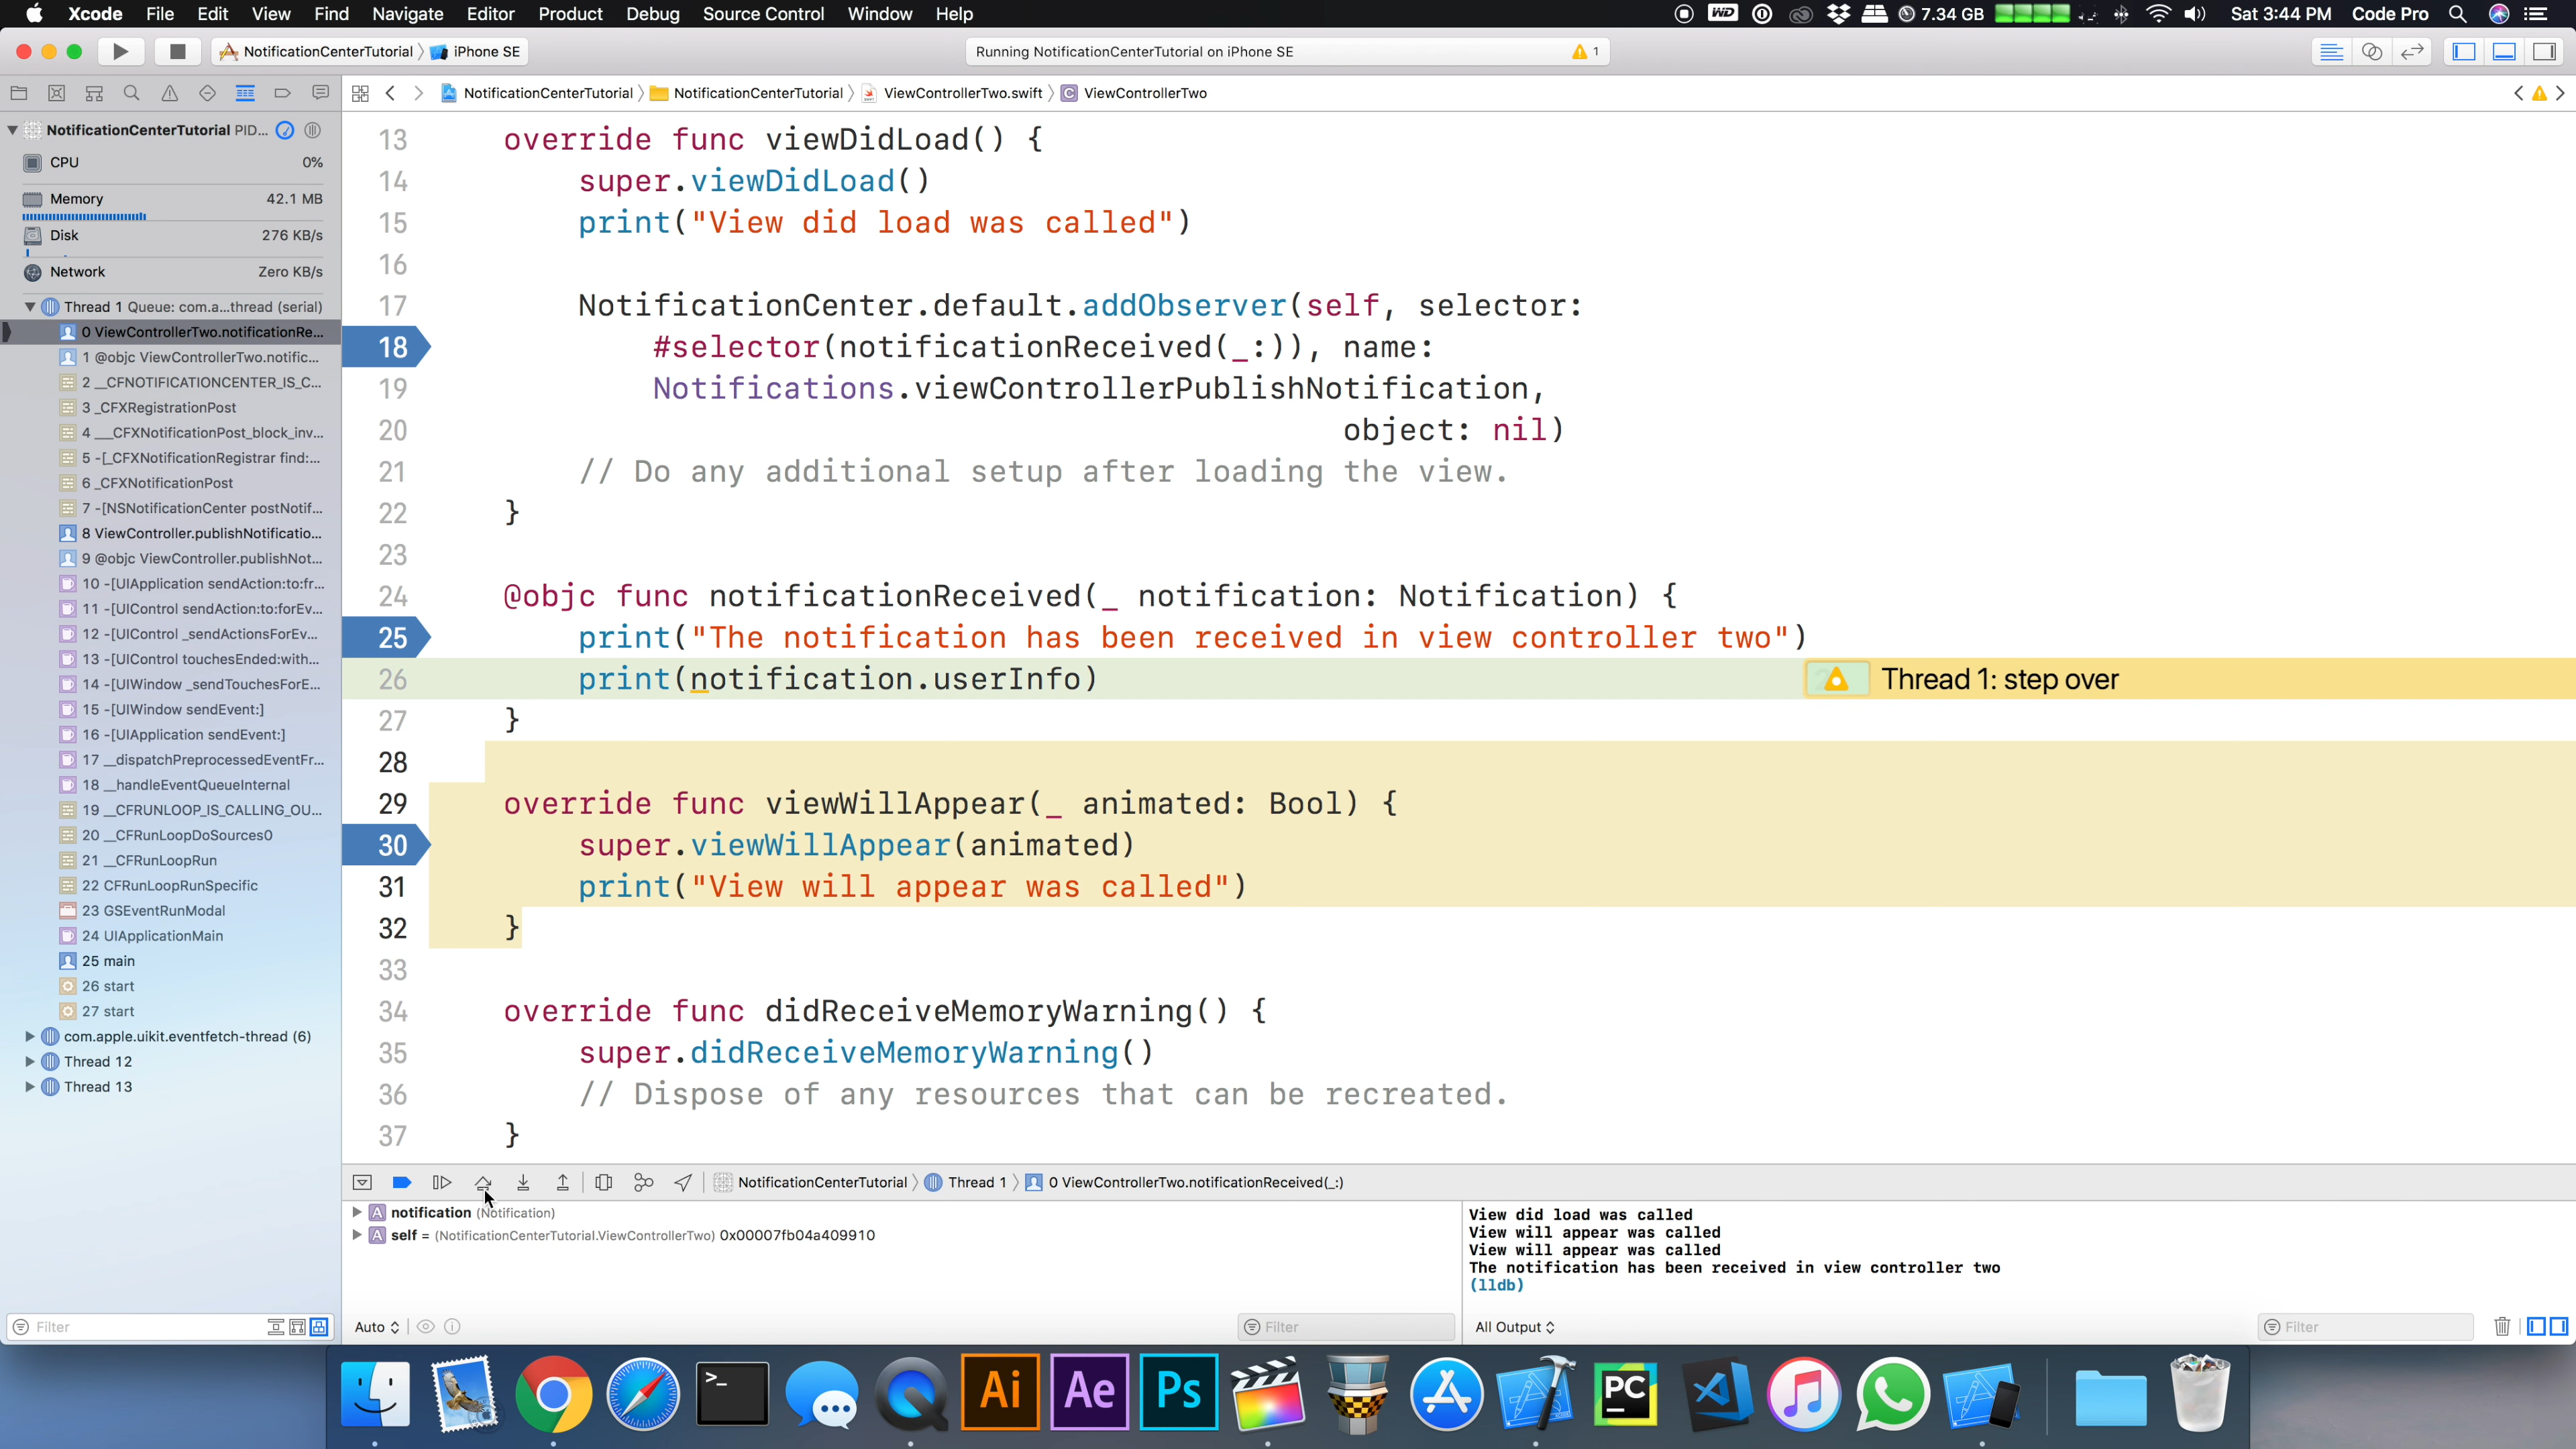 Xcode File Edit View Find Navigate Editor Product Debug Source Control Window Help WD 7.34 GB Sat 3:44 PM Code Pro
NotificationCenterTutorial iPhone SE Running NotificationCenterTutorial on iPhone SE 1
NotificationCenterTutorial NotificationCenterTutorial ViewControllerTwo.swift C ViewControllerTwo
NotificationCenterTutorial PID...
CPU 0%
Memory 42.1 MB
Disk 276 KB/s
Network Zero KB/s
Thread 1 Queue: com.a...thread (serial)
0 ViewControllerTwo.notificationRe...
1 @objc ViewControllerTwo.notific...
2 __CFNOTIFICATIONCENTER_IS_C...
3 _CFXRegistrationPost
4 ___CFXNotificationPost_block_inv...
5 -[_CFXNotificationRegistrar find:...
6 _CFXNotificationPost
7 -[NSNotificationCenter postNotif...
8 ViewController.publishNotificatio...
9 @objc ViewController.publishNot...
10 -[UIApplication sendAction:to:fr...
11 -[UIControl sendAction:to:forEv...
12 -[UIControl _sendActionsForEv...
13 -[UIControl touchesEnded:with...
14 -[UIWindow _sendTouchesForE...
15 -[UIWindow sendEvent:]
16 -[UIApplication sendEvent:]
17 __dispatchPreprocessedEventFr...
18 __handleEventQueueInternal
19 __CFRUNLOOP_IS_CALLING_OU...
20 __CFRunLoopDoSources0
21 __CFRunLoopRun
22 CFRunLoopRunSpecific
23 GSEventRunModal
24 UIApplicationMain
25 main
26 start
27 start
com.apple.uikit.eventfetch-thread (6)
Thread 12
Thread 13
Filter
13 override func viewDidLoad() {
14 super.viewDidLoad()
15 print("View did load was called")
16
17 NotificationCenter.default.addObserver(self, selector:
18 #selector(notificationReceived(_:)), name:
19 Notifications.viewControllerPublishNotification,
20 object: nil)
21 // Do any additional setup after loading the view.
22 }
23
24 @objc func notificationReceived(_ notification: Notification) {
25 print("The notification has been received in view controller two")
26 print(notification.userInfo) Thread 1: step over
27 }
28
29 override func viewWillAppear(_ animated: Bool) {
30 super.viewWillAppear(animated)
31 print("View will appear was called")
32 }
33
34 override func didReceiveMemoryWarning() {
35 super.didReceiveMemoryWarning()
36 // Dispose of any resources that can be recreated.
37 }
NotificationCenterTutorial Thread 1 0 ViewControllerTwo.notificationReceived(_:)
A notification (Notification)
A self = (NotificationCenterTutorial.ViewControllerTwo) 0x00007fb04a409910
Auto Filter
View did load was called
View will appear was called
View will appear was called
The notification has been received in view controller two
(lldb)
All Output Filter
>_ Ai Ae Ps PC